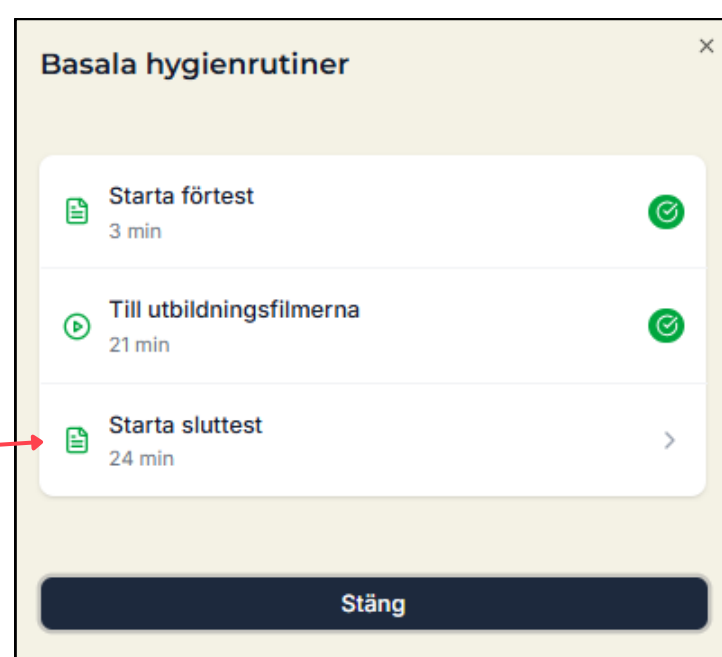 Basala hygienrutiner
Starta förtest
3 min
Till utbildningsfilmerna
21 min
Starta sluttest
24 min
Stäng